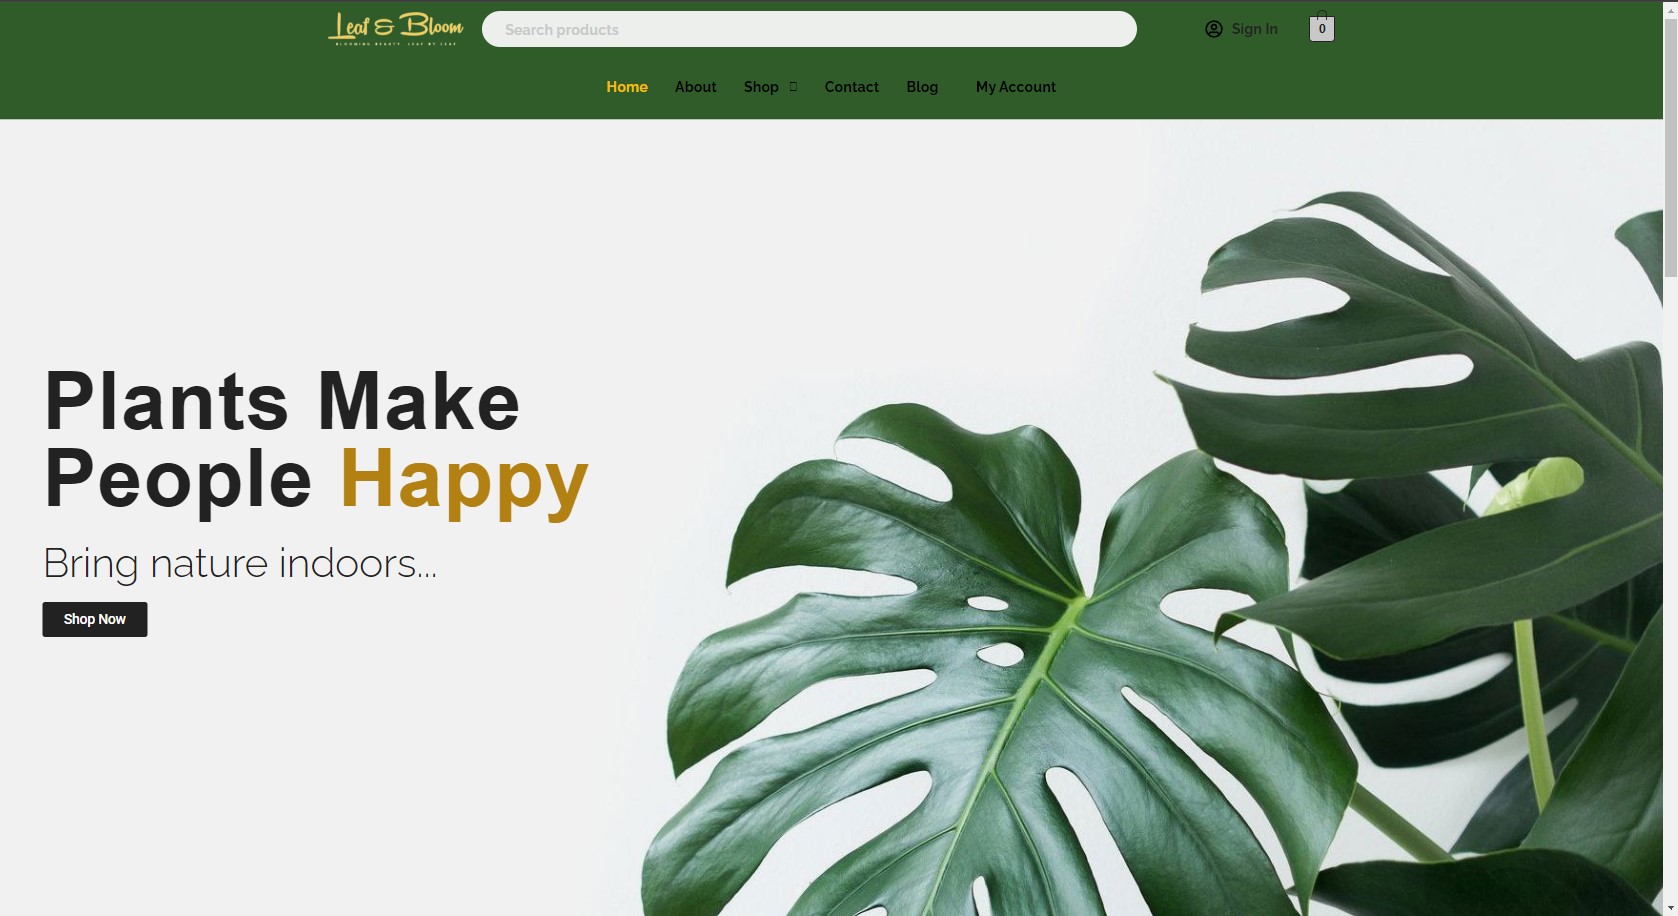 Leaf & Bloom
BLOOMING BEAUTY, LEAF BY LEAF
Search products
Sign In
0
Home About Shop Contact Blog My Account
Plants Make
People Happy
Bring nature indoors...
Shop Now